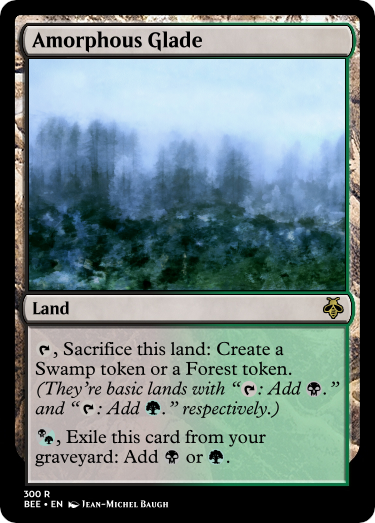 Amorphous Glade
Land
, Sacrifice this land: Create a
Swamp token or a Forest token.
(They're basic lands with “: Add .”
and “: Add .” respectively.)
, Exile this card from your
graveyard: Add or .
300 R
BEE • EN Jean-Michel Baugh